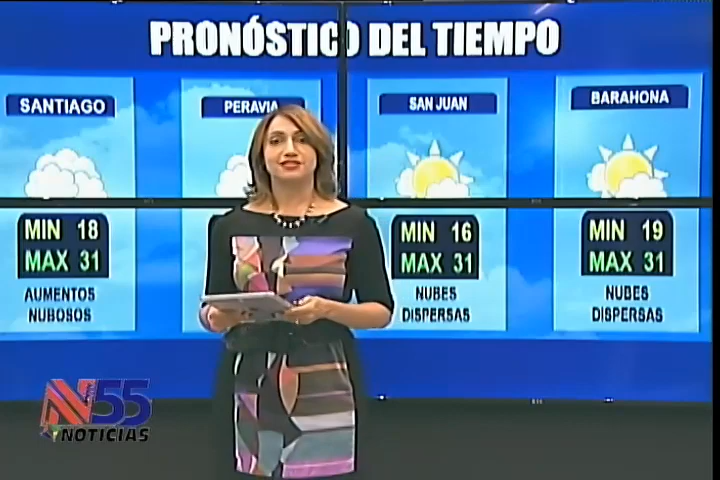 PRONÓSTICO DEL TIEMPO
SANTIAGO
PERAVIA
SAN JUAN
BARAHONA
MIN 18
MAX 31
MIN 16
MAX 31
MIN 19
MAX 31
AUMENTOS
NUBOSOS
NUBES
DISPERSAS
NUBES
DISPERSAS
N55
NOTICIAS